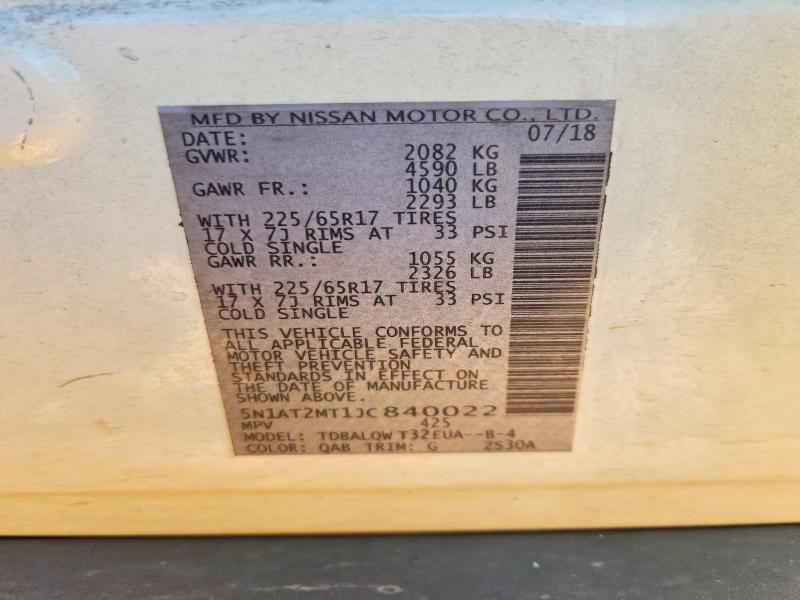 MFD BY NISSAN MOTOR CO., LTD.
DATE: 07/18
GVWR: 2082 KG
4590 LB
GAWR FR.: 1040 KG
2293 LB
WITH 225/65R17 TIRES
17 X 7J RIMS AT 33 PSI
COLD SINGLE
GAWR RR.: 1055 KG
2326 LB
WITH 225/65R17 TIRES
17 X 7J RIMS AT 33 PSI
COLD SINGLE
THIS VEHICLE CONFORMS TO
ALL APPLICABLE FEDERAL
MOTOR VEHICLE SAFETY AND
THEFT PREVENTION
STANDARDS IN EFFECT ON
THE DATE OF MANUFACTURE
SHOWN ABOVE.
5N1AT2MT1JC840022
MPV 425
MODEL: TDBALQW T32EUA--B-4
COLOR: QAB TRIM: G 2S30A